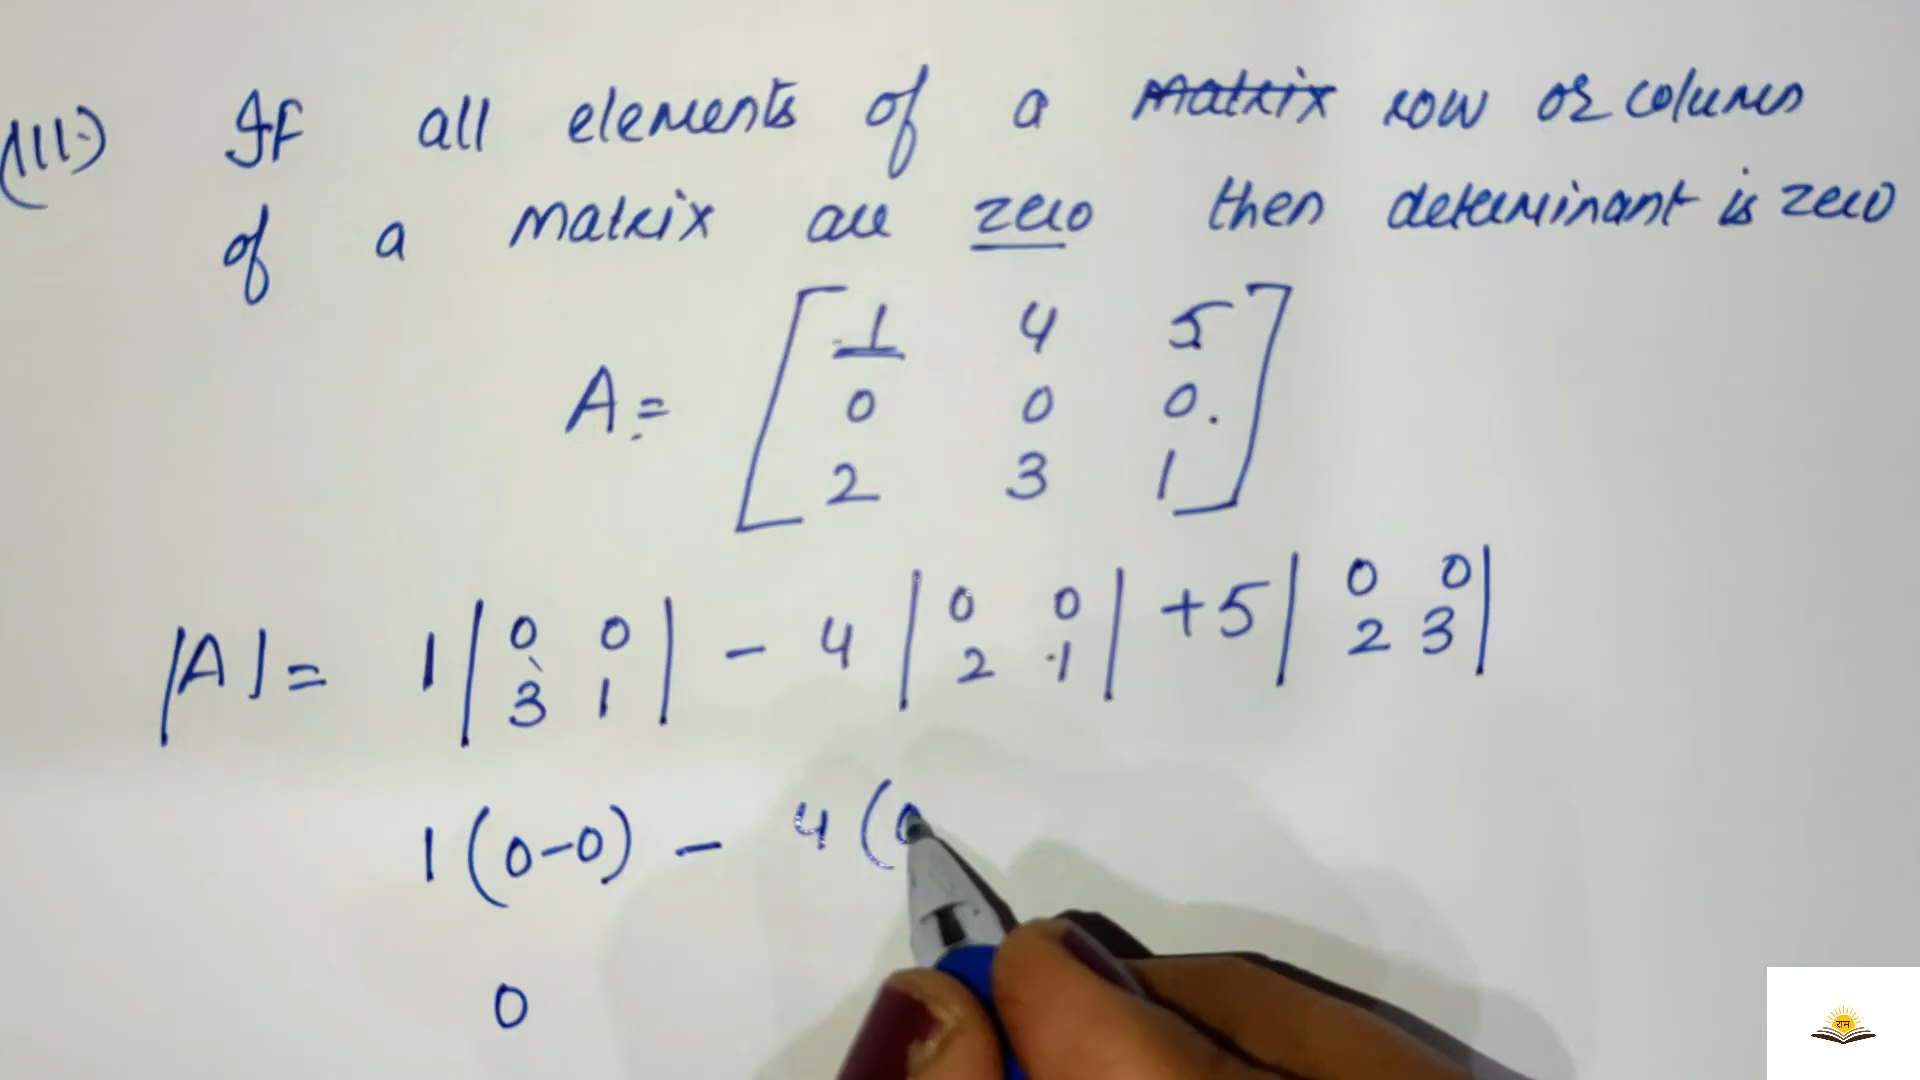 (III.) If all elements of a matrix row or column
of a matrix are zero then determinant is zero
A = [ 1 4 5
0 0 0.
2 3 1 ]
|A| = 1 | 0 0 | - 4 | 0 0 | + 5 | 0 0 |
3 1 2 .1 2 3
1 (0-0) - 4 (0
0
राम